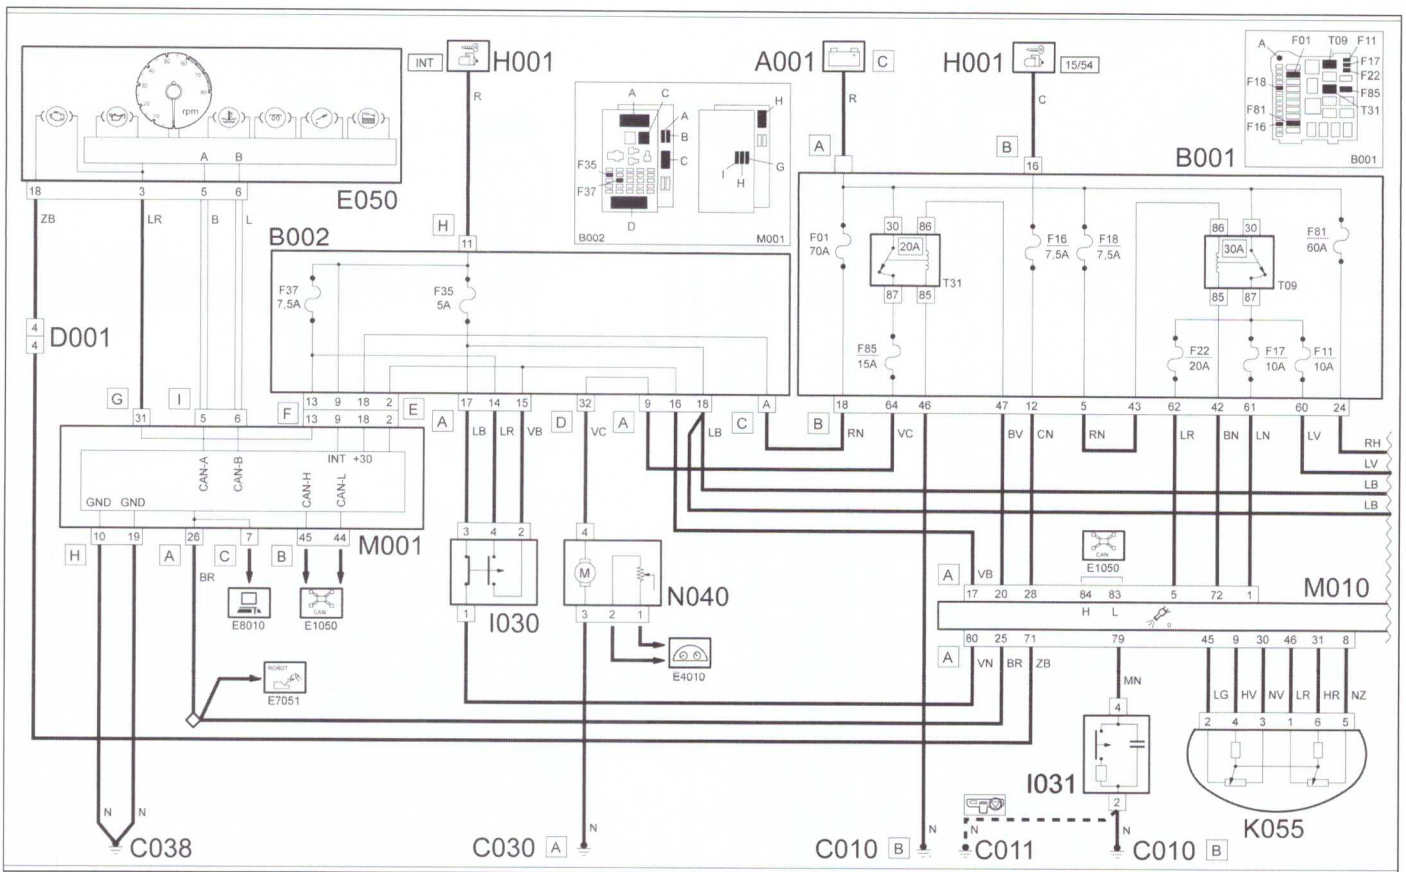 INT
H001
A001
C
H001
15/54
A
F01
T09
F11
F17
F22
F85
T31
F18
F81
F16
B001
R
R
C
rpm
A
B
E050
18
3
5
6
ZB
LR
B
L
A
C
A
B
C
F35
F37
D
B002
H
I
H
G
M001
A
B
16
B001
H
11
B002
F37
7,5A
F35
5A
F01
70A
30
86
20A
T31
87
85
F85
15A
F16
7,5A
F18
7,5A
86
30
30A
T09
85
87
F81
60A
F22
20A
F17
10A
F11
10A
4
4
D001
13
9
18
2
17
14
15
32
9
16
18
A
18
64
46
47
12
5
43
62
42
61
60
24
G
I
F
E
A
D
A
C
B
31
5
6
13
9
18
2
LB
LR
VB
VC
LB
RN
VC
BV
CN
RN
LR
BN
LN
LV
RH
LV
LB
LB
INT
+30
CAN-A
CAN-B
CAN-H
CAN-L
GND
GND
M001
10
19
26
7
45
44
H
A
C
B
BR
E8010
CAN
E1050
3
4
2
1
I030
4
M
N040
3
2
1
E4010
CAN
E1050
A
VB
17
20
28
84
83
5
72
1
M010
H
L
80
25
71
79
45
9
30
46
31
8
A
VN
BR
ZB
MN
LG
HV
NV
LR
HR
NZ
ROBOT
E7051
4
I031
2
2
4
3
1
6
5
K055
N
N
C038
N
C030
A
N
C010
B
N
C011
N
C010
B